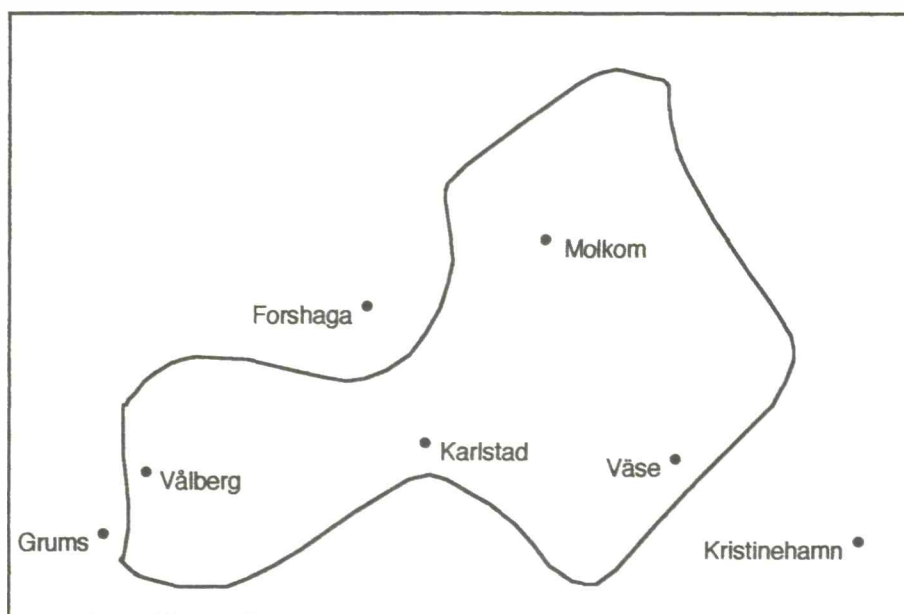 Molkom
Forshaga
Karlstad
Väse
Vålberg
Grums
Kristinehamn